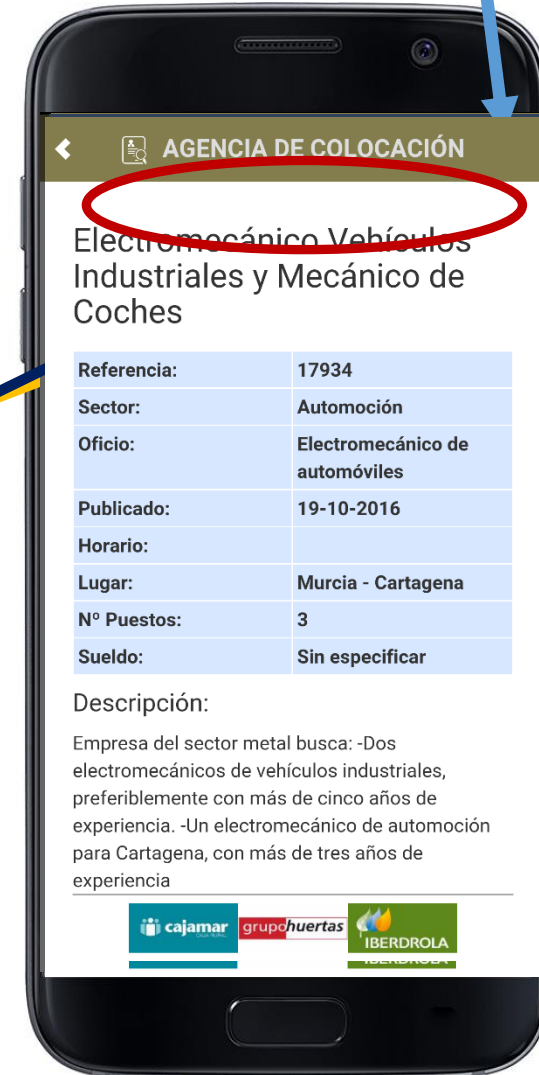 AGENCIA DE COLOCACIÓN
Electromecánico Vehículos
Industriales y Mecánico de
Coches
Referencia: 17934
Sector: Automoción
Oficio: Electromecánico de
automóviles
Publicado: 19-10-2016
Horario:
Lugar: Murcia - Cartagena
Nº Puestos: 3
Sueldo: Sin especificar
Descripción:
Empresa del sector metal busca: -Dos
electromecánicos de vehículos industriales,
preferiblemente con más de cinco años de
experiencia. -Un electromecánico de automoción
para Cartagena, con más de tres años de
experiencia
cajamar grupohuertas IBERDROLA
IBERDROLA